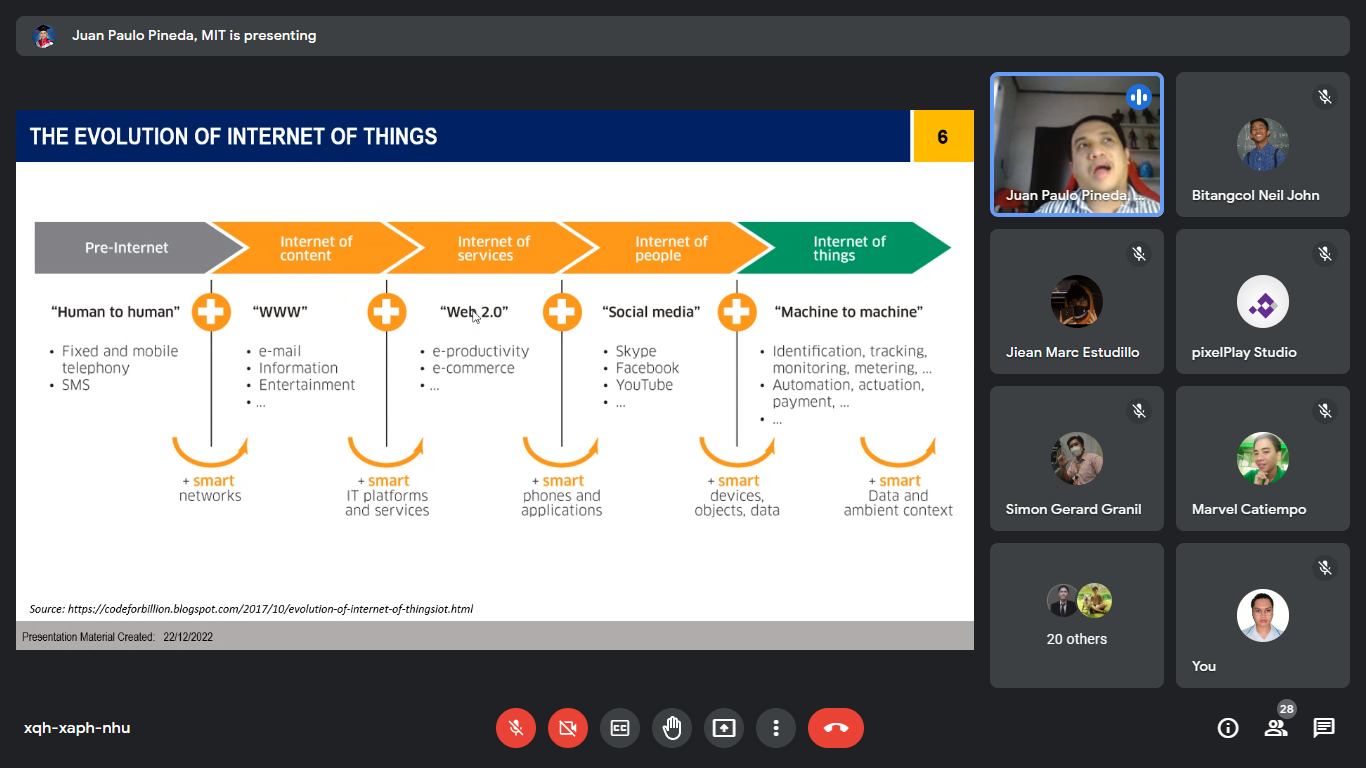 Juan Paulo Pineda, MIT is presenting
THE EVOLUTION OF INTERNET OF THINGS
6
Pre-Internet
Internet of
content
Internet of
services
Internet of
people
Internet of
things
“Human to human”
“WWW”
“Web 2.0”
“Social media”
“Machine to machine”
• Fixed and mobile
telephony
• SMS
• e-mail
• Information
• Entertainment
• ...
• e-productivity
• e-commerce
• ...
• Skype
• Facebook
• YouTube
• ...
• Identification, tracking,
monitoring, metering, ...
• Automation, actuation,
payment, ...
• ...
+ smart
networks
+ smart
IT platforms
and services
+ smart
phones and
applications
+ smart
devices,
objects, data
+ smart
Data and
ambient context
Source: https://codeforbillion.blogspot.com/2017/10/evolution-of-internet-of-thingsiot.html
Presentation Material Created: 22/12/2022
Juan Paulo Pineda, ...
Bitangcol Neil John
Jiean Marc Estudillo
pixelPlay Studio
Simon Gerard Granil
Marvel Catiempo
20 others
You
xqh-xaph-nhu
28